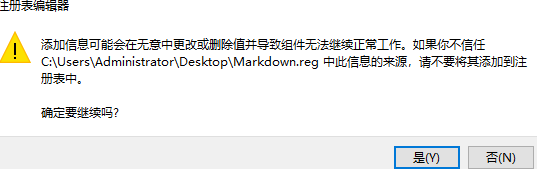 注册表编辑器
添加信息可能会在无意中更改或删除值并导致组件无法继续正常工作。如果你不信任
C:\Users\Administrator\Desktop\Markdown.reg 中此信息的来源，请不要将其添加到注
册表中。
确定要继续吗?
是(Y)
否(N)